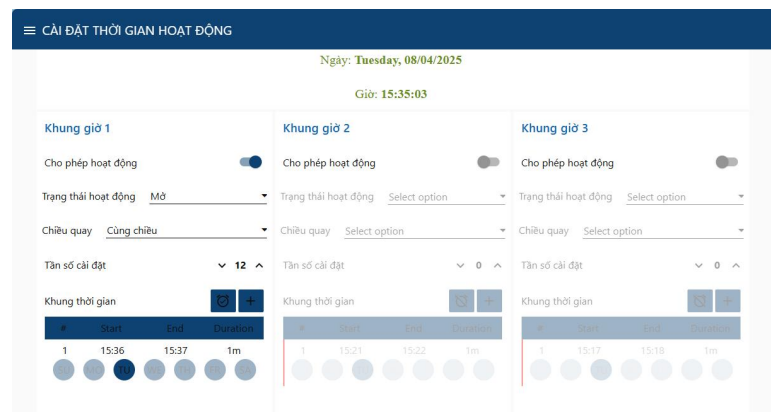 CÀI ĐẶT THỜI GIAN HOẠT ĐỘNG
Ngày: Tuesday, 08/04/2025
Giờ: 15:35:03
Khung giờ 1
Cho phép hoạt động
Trạng thái hoạt động Mở
Chiều quay Cùng chiều
Tần số cài đặt 12
Khung thời gian +
# Start End Duration
1 15:36 15:37 1m
SU MO TU WE TH FR SA
Khung giờ 2
Cho phép hoạt động
Trạng thái hoạt động Select option
Chiều quay Select option
Tần số cài đặt 0
Khung thời gian +
# Start End Duration
1 15:21 15:22 1m
Khung giờ 3
Cho phép hoạt động
Trạng thái hoạt động Select option
Chiều quay Select option
Tần số cài đặt 0
Khung thời gian +
# Start End Duration
1 15:17 15:18 1m